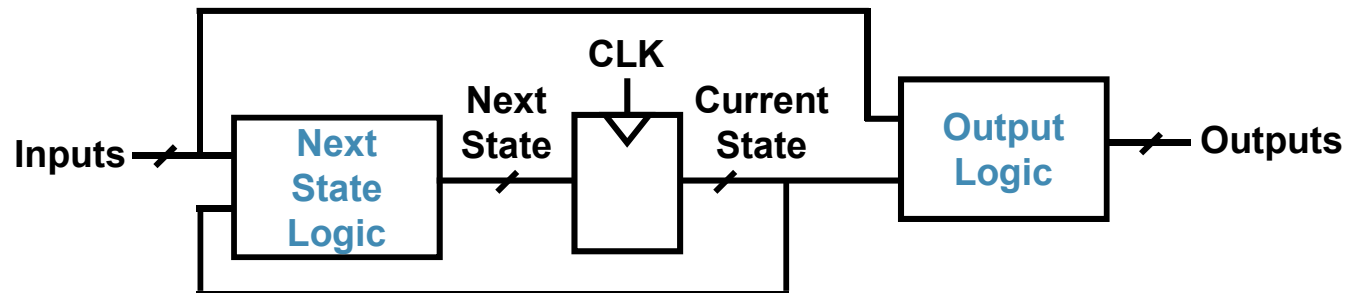 CLK
Next
State
Current
State
Inputs
Next
State
Logic
Output
Logic
Outputs